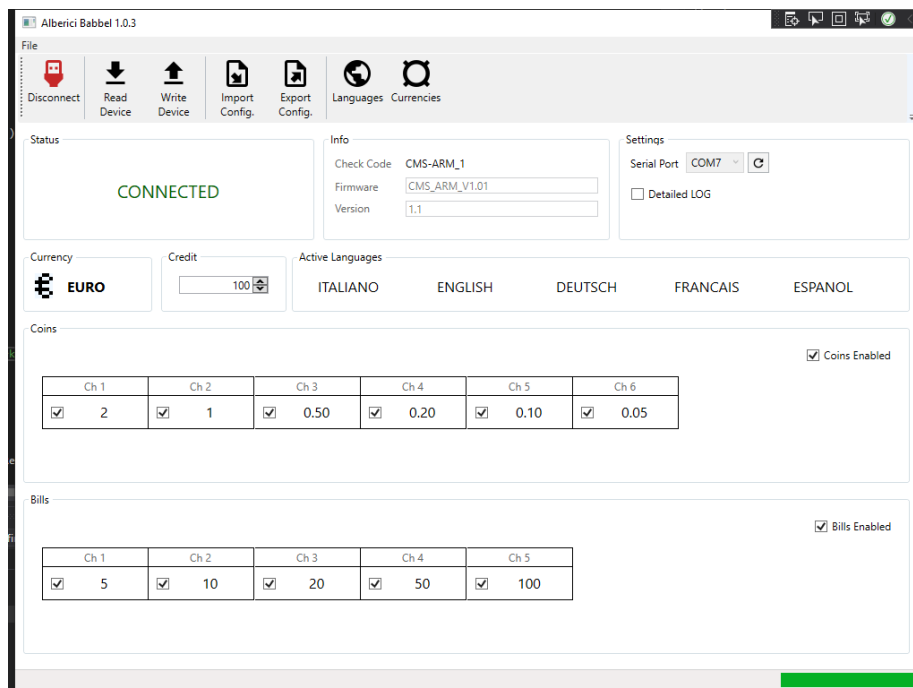 Alberici Babbel 1.0.3
File
Disconnect Read Device Write Device Import Config. Export Config. Languages Currencies
Status Info Settings
Check Code CMS-ARM_1 Serial Port COM7
CONNECTED Firmware CMS_ARM_V1.01 Detailed LOG
Version 1.1
Currency Credit Active Languages
€ EURO 100 ITALIANO ENGLISH DEUTSCH FRANCAIS ESPANOL
Coins
Coins Enabled
Ch 1 Ch 2 Ch 3 Ch 4 Ch 5 Ch 6
2 1 0.50 0.20 0.10 0.05
Bills
Bills Enabled
Ch 1 Ch 2 Ch 3 Ch 4 Ch 5
5 10 20 50 100